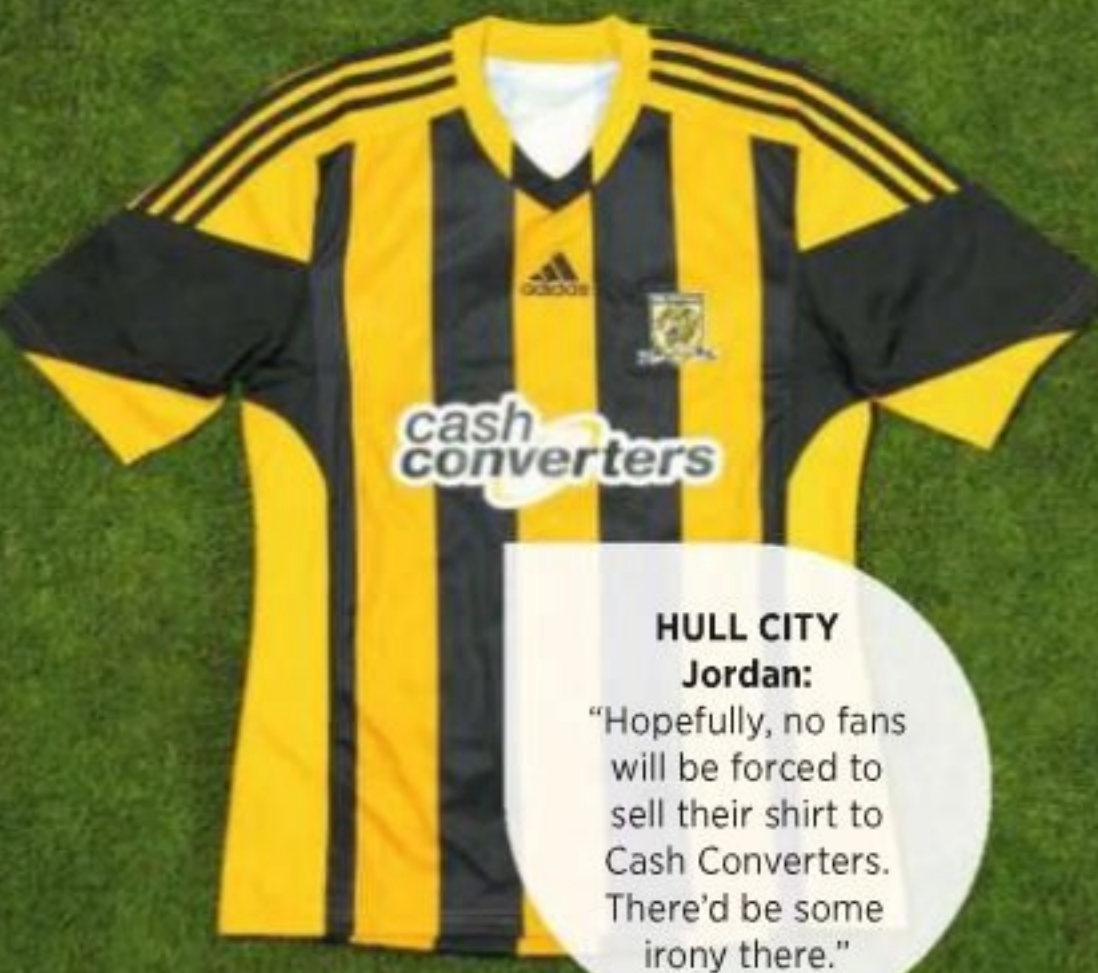 adidas
cash
converters
HULL CITY
Jordan:
“Hopefully, no fans
will be forced to
sell their shirt to
Cash Converters.
There’d be some
irony there.”